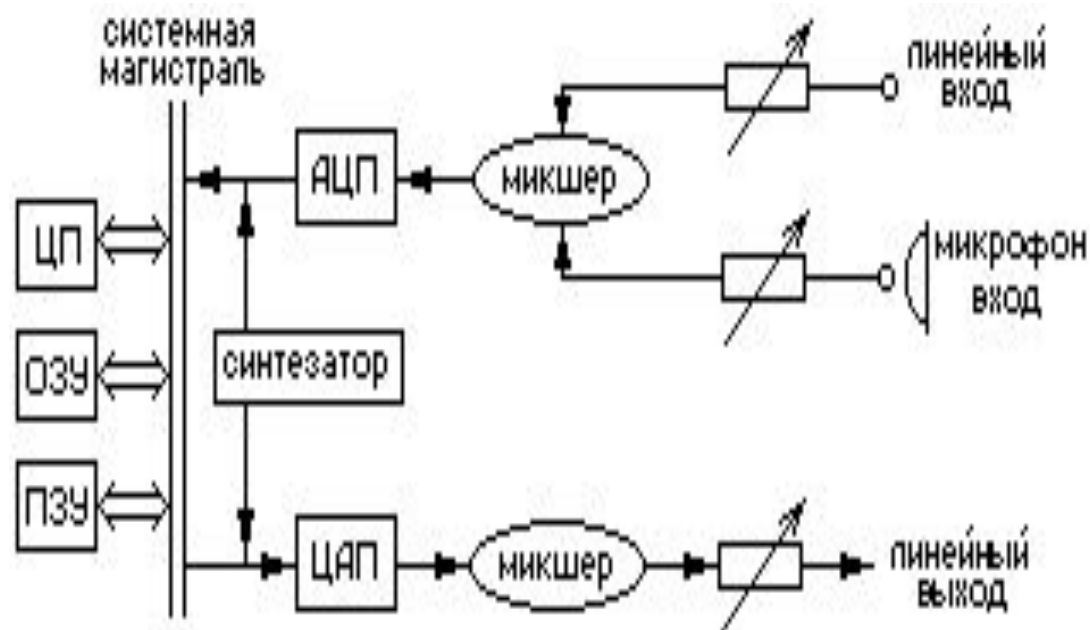 системная
магистраль
линейный
вход
АЦП
микшер
ЦП
микрофон
вход
ОЗУ
синтезатор
ПЗУ
ЦАП
микшер
линейный
выход